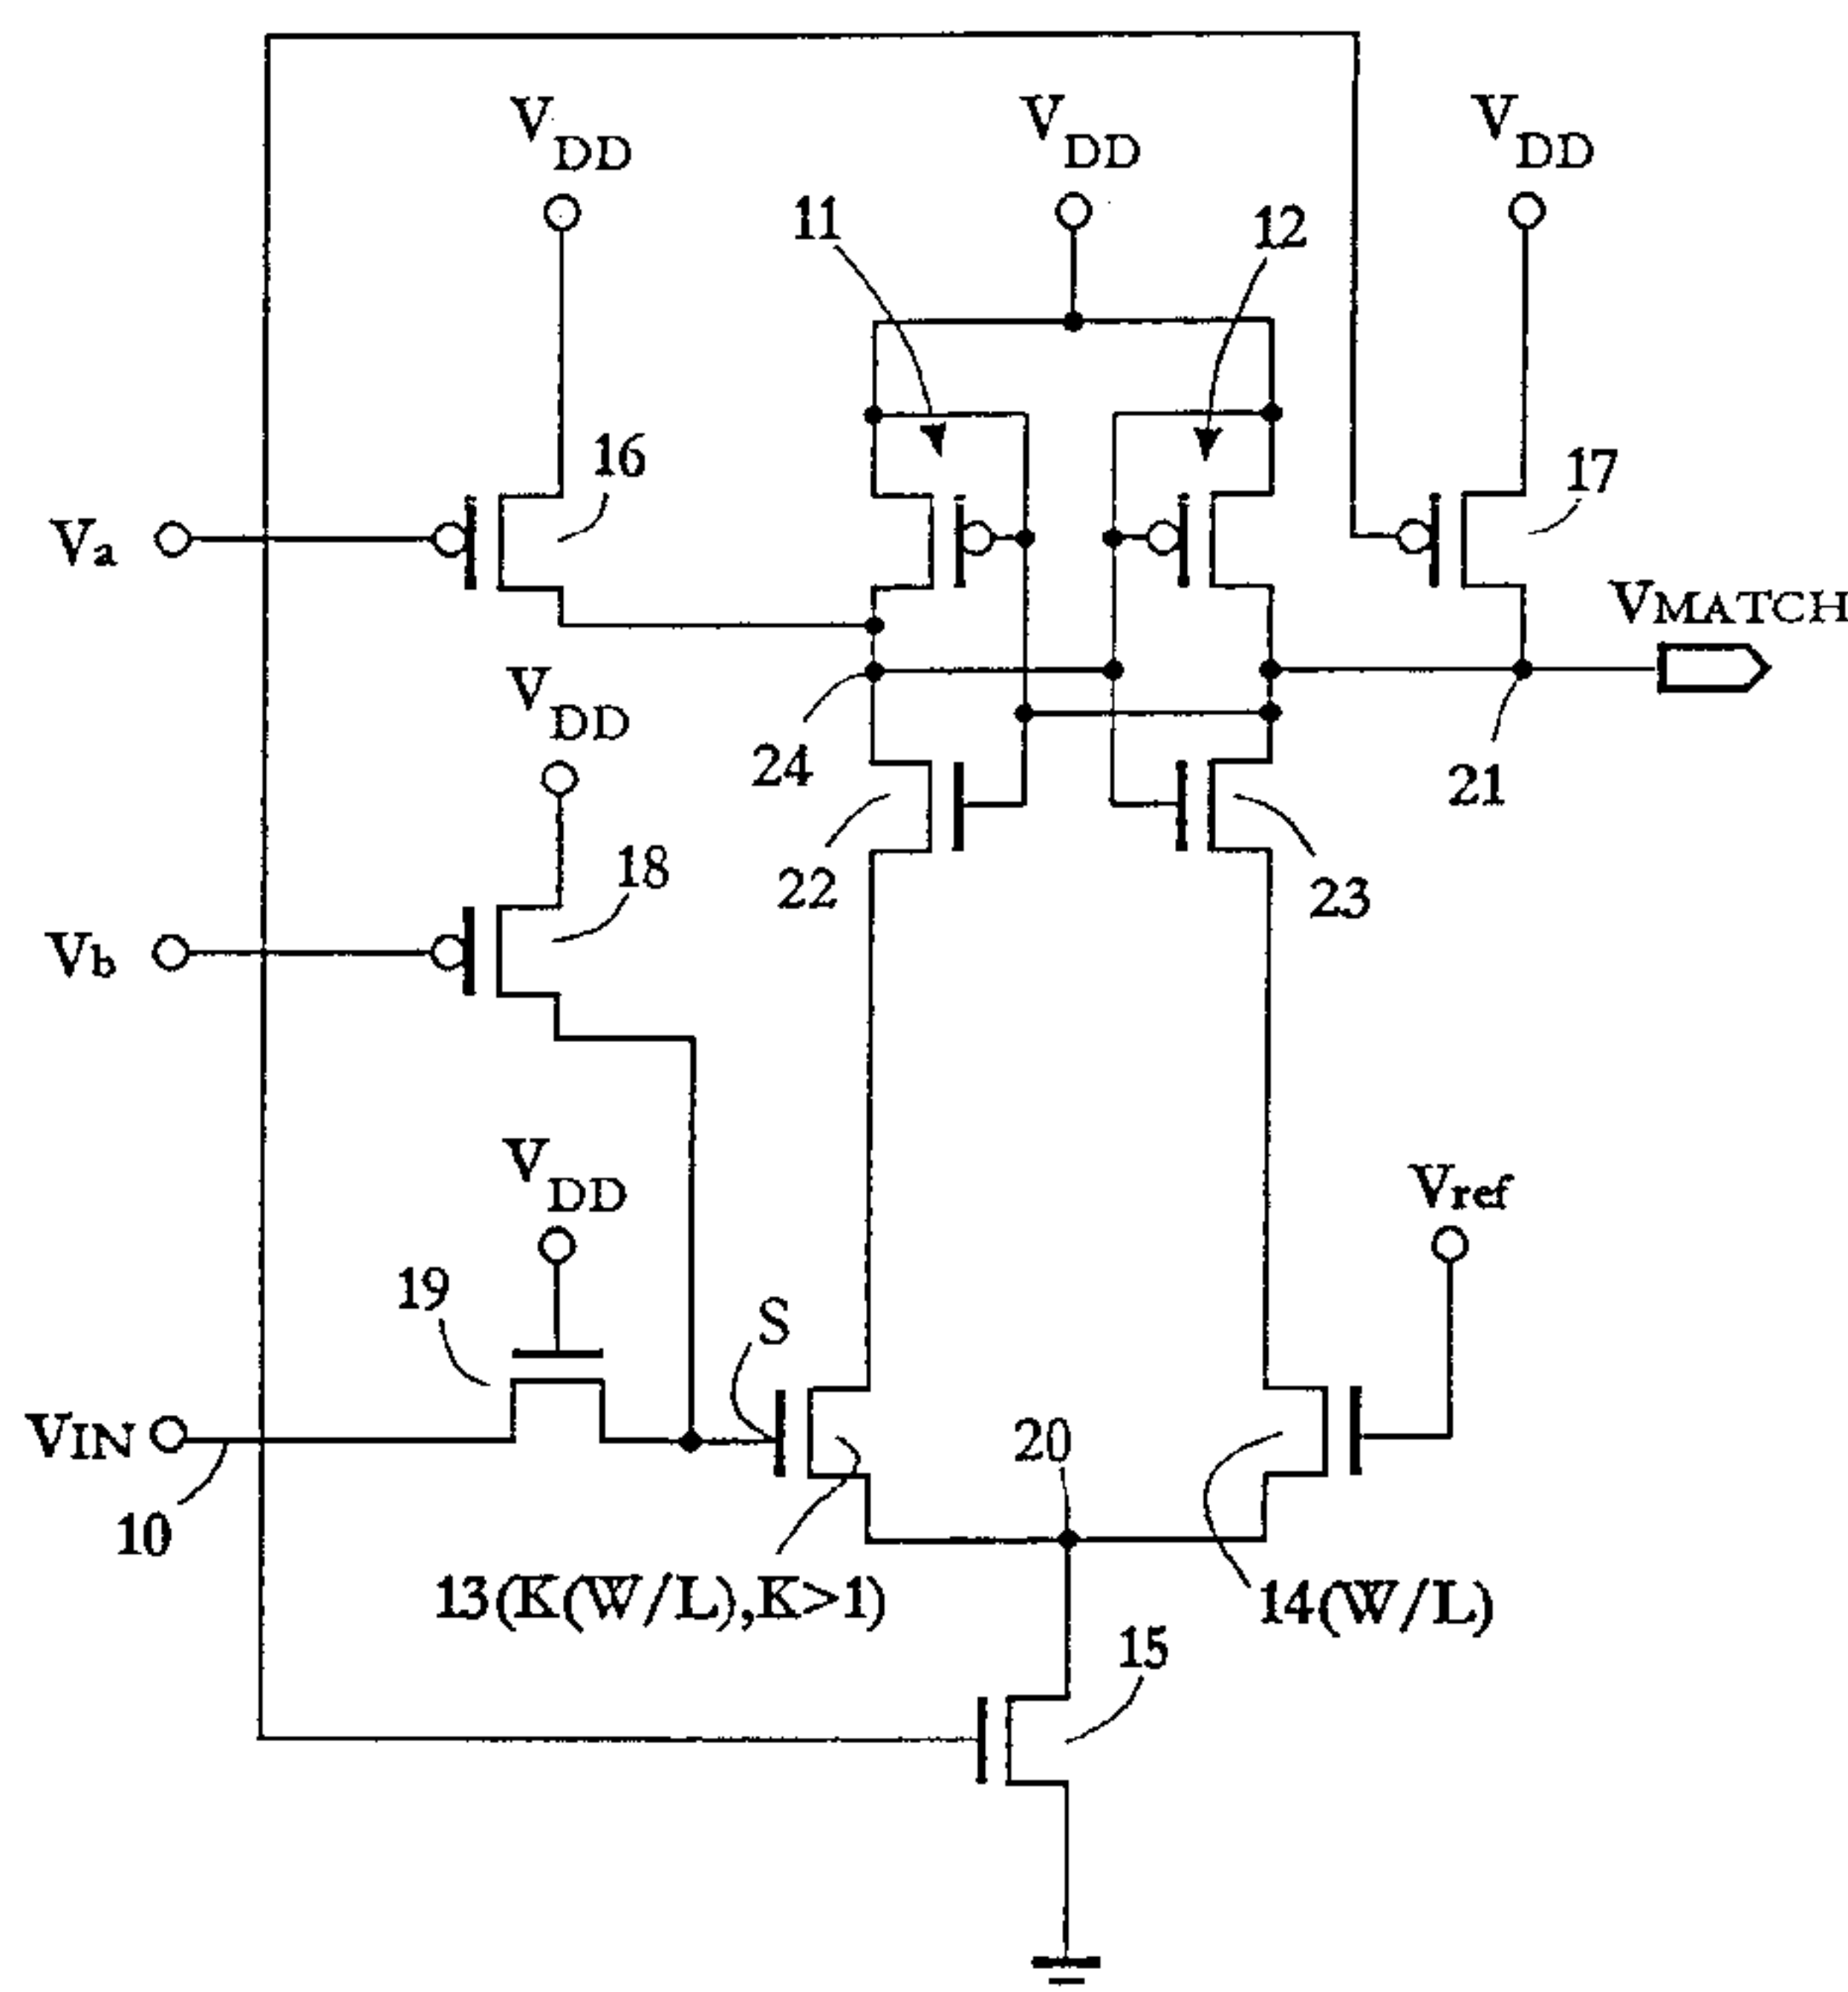 VDD
VDD
VDD
11
12
16
17
Va
VMATCH
VDD
24
21
18
22
23
Vb
VDD
Vref
19
S
VIN
20
10
13(K(W/L),K>1)
14(W/L)
15